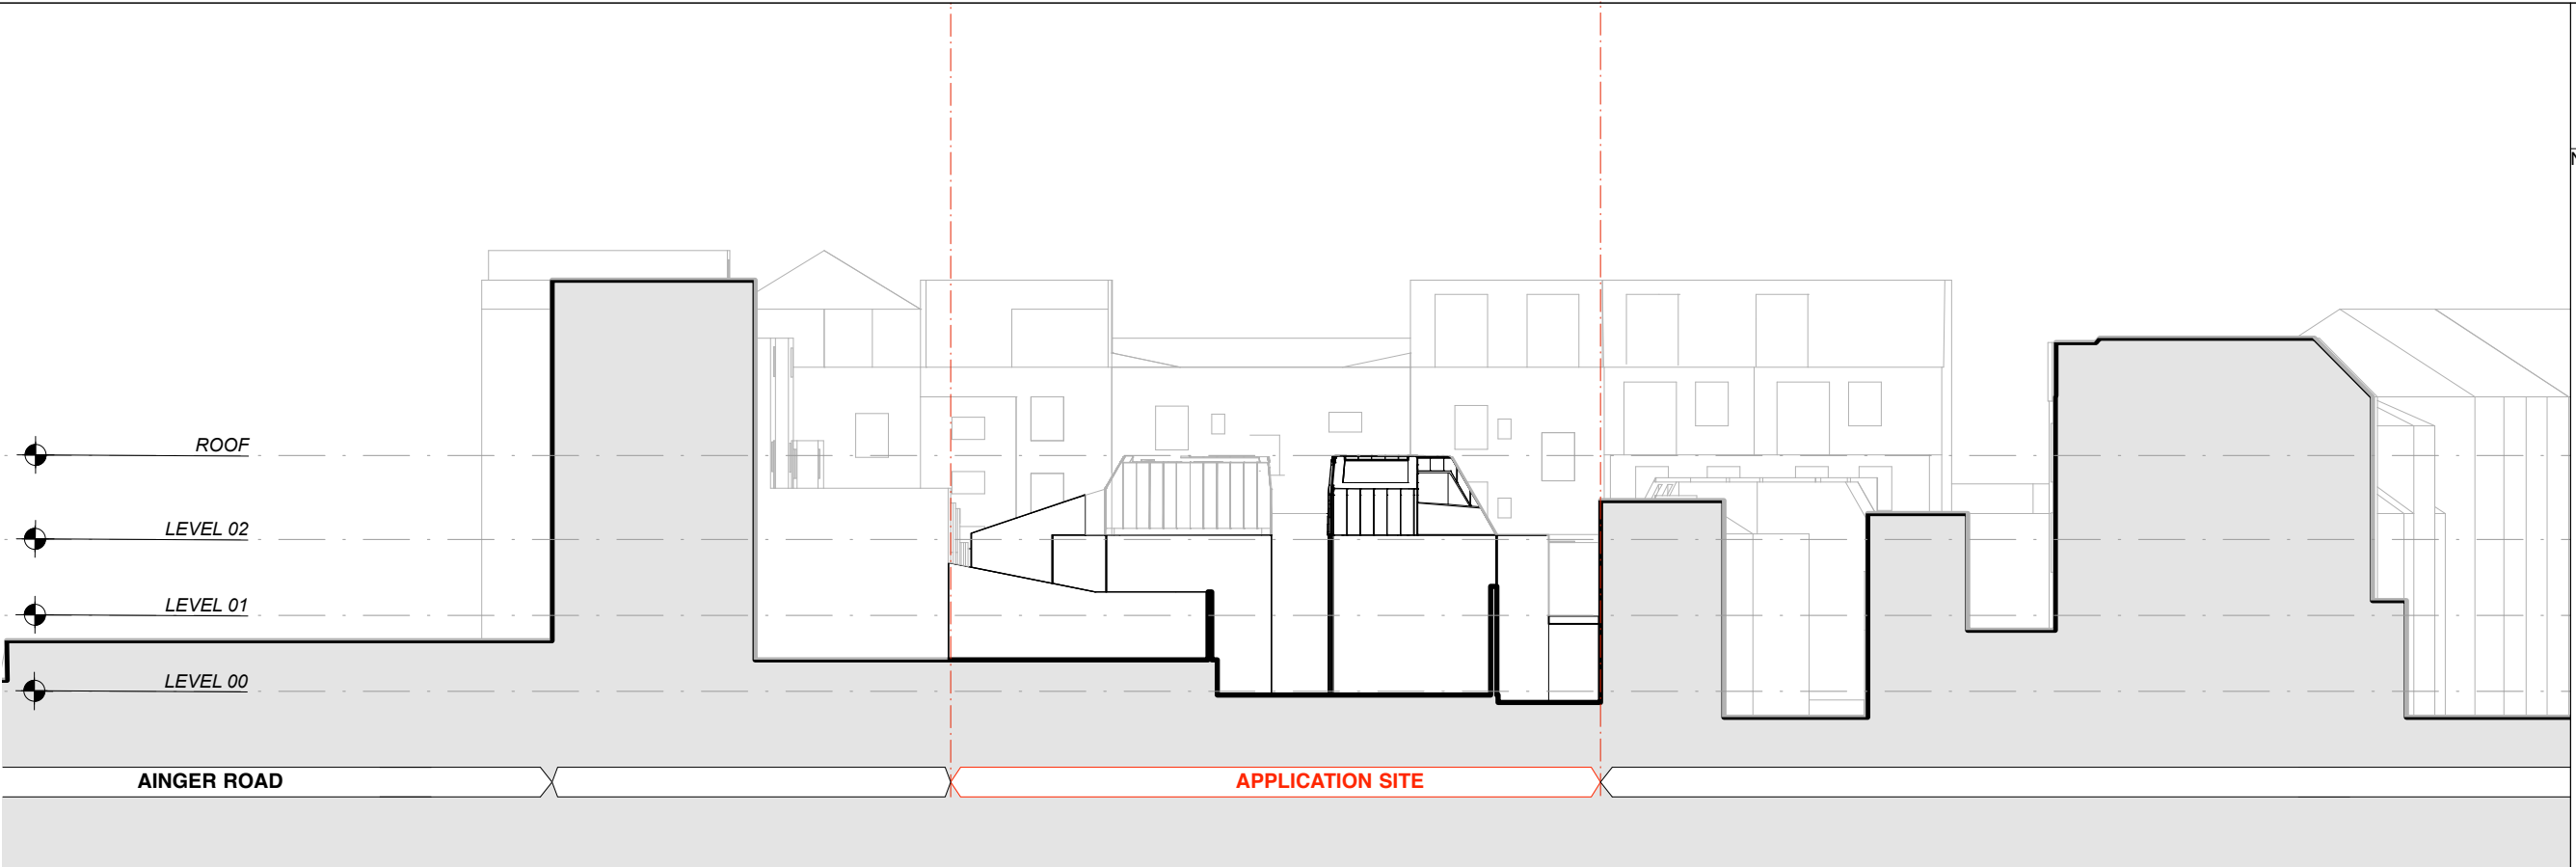 ROOF
LEVEL 02
LEVEL 01
LEVEL 00
AINGER ROAD
APPLICATION SITE